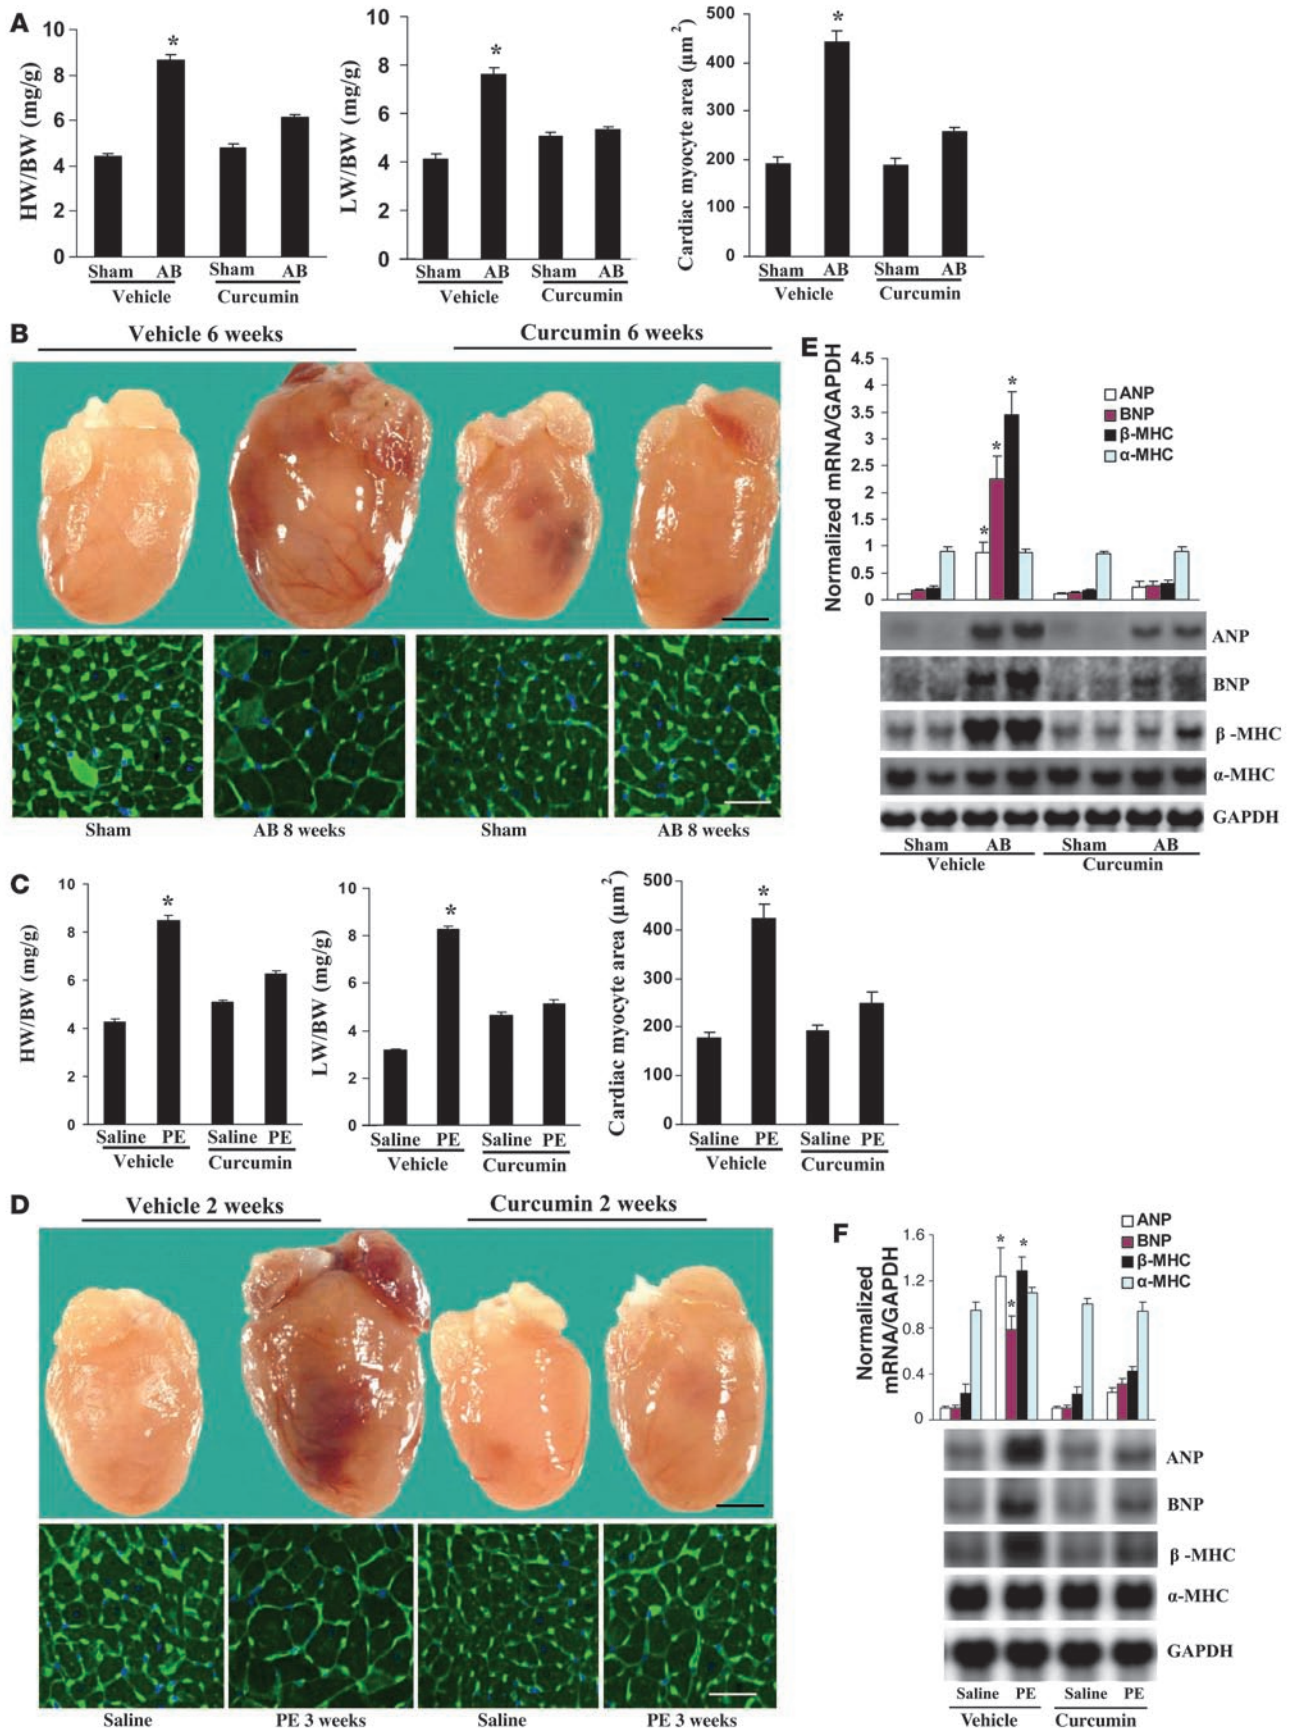 A
HW/BW (mg/g)
10
8
6
4
2
0
*
Sham AB Sham AB
Vehicle Curcumin
LW/BW (mg/g)
10
8
6
4
2
0
*
Sham AB Sham AB
Vehicle Curcumin
Cardiac myocyte area (µm²)
500
400
300
200
100
0
*
Sham AB Sham AB
Vehicle Curcumin
B
Vehicle 6 weeks Curcumin 6 weeks
Sham AB 8 weeks Sham AB 8 weeks
E
Normalized mRNA/GAPDH
4.5
4
3.5
3
2.5
2
1.5
1
0.5
0
* * *
ANP
BNP
β-MHC
α-MHC
ANP
BNP
β -MHC
α-MHC
GAPDH
Sham AB Sham AB
Vehicle Curcumin
C
HW/BW (mg/g)
10
8
6
4
2
0
*
Saline PE Saline PE
Vehicle Curcumin
LW/BW (mg/g)
10
8
6
4
2
0
*
Saline PE Saline PE
Vehicle Curcumin
Cardiac myocyte area (µm²)
500
400
300
200
100
0
*
Saline PE Saline PE
Vehicle Curcumin
D
Vehicle 2 weeks Curcumin 2 weeks
Saline PE 3 weeks Saline PE 3 weeks
F
Normalized
mRNA/GAPDH
1.6
1.2
0.8
0.4
0
* * *
ANP
BNP
β-MHC
α-MHC
ANP
BNP
β -MHC
α-MHC
GAPDH
Saline PE Saline PE
Vehicle Curcumin